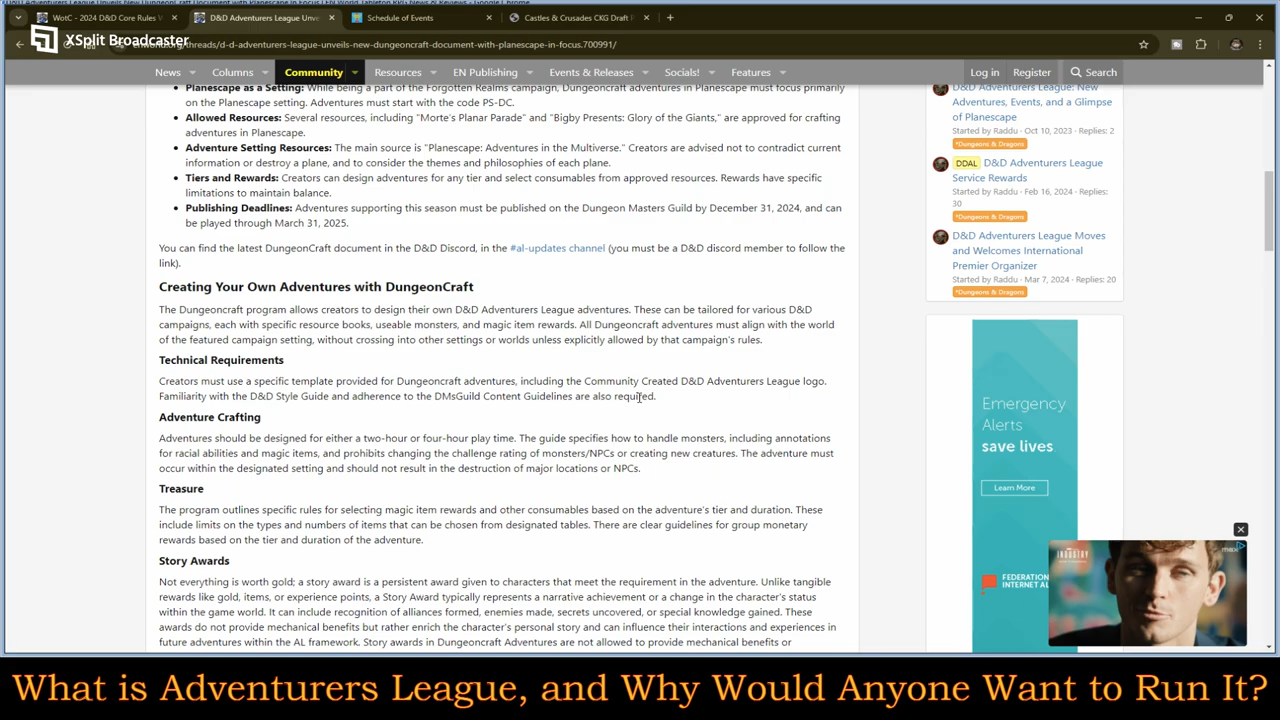 WotC - 2024 D&D Core Rules
D&D Adventurers League Unve
Schedule of Events
Castles & Crusades CKG Draft
XSplit Broadcaster
enworld.org/threads/d-d-adventurers-league-unveils-new-dungeoncraft-document-with-planescape-in-focus.700991/
News Columns Community Resources EN Publishing Events & Releases Socials! Features Log in Register Search
Planescape as a Setting: While being a part of the Forgotten Realms campaign, Dungeoncraft adventures in Planescape must focus primarily
on the Planescape setting. Adventures must start with the code PS-DC.
Allowed Resources: Several resources, including "Morte's Planar Parade" and "Bigby Presents: Glory of the Giants," are approved for crafting
adventures in Planescape.
Adventure Setting Resources: The main source is "Planescape: Adventures in the Multiverse." Creators are advised not to contradict current
information or destroy a plane, and to consider the themes and philosophies of each plane.
Tiers and Rewards: Creators can design adventures for any tier and select consumables from approved resources. Rewards have specific
limitations to maintain balance.
Publishing Deadlines: Adventures supporting this season must be published on the Dungeon Masters Guild by December 31, 2024, and can
be played through March 31, 2025.
You can find the latest DungeonCraft document in the D&D Discord, in the #al-updates channel (you must be a D&D discord member to follow the
link).
Creating Your Own Adventures with DungeonCraft
The Dungeoncraft program allows creators to design their own D&D Adventurers League adventures. These can be tailored for various D&D
campaigns, each with specific resource books, useable monsters, and magic item rewards. All Dungeoncraft adventures must align with the world
of the featured campaign setting, without crossing into other settings or worlds unless explicitly allowed by that campaign's rules.
Technical Requirements
Creators must use a specific template provided for Dungeoncraft adventures, including the Community Created D&D Adventurers League logo.
Familiarity with the D&D Style Guide and adherence to the DMsGuild Content Guidelines are also required.
Adventure Crafting
Adventures should be designed for either a two-hour or four-hour play time. The guide specifies how to handle monsters, including annotations
for racial abilities and magic items, and prohibits changing the challenge rating of monsters/NPCs or creating new creatures. The adventure must
occur within the designated setting and should not result in the destruction of major locations or NPCs.
Treasure
The program outlines specific rules for selecting magic item rewards and other consumables based on the adventure's tier and duration. These
include limits on the types and numbers of items that can be chosen from designated tables. There are clear guidelines for group monetary
rewards based on the tier and duration of the adventure.
Story Awards
Not everything is worth gold; a story award is a persistent award given to characters that meet the requirement in the adventure. Unlike tangible
rewards like gold, items, or experience points, a Story Award typically represents a narrative achievement or a change in the character's status
within the game world. It can include recognition of alliances formed, enemies made, secrets uncovered, or special knowledge gained. These
awards do not provide mechanical benefits but rather enrich the character's personal story and can influence their interactions and experiences in
future adventures within the AL framework. Story awards in Dungeoncraft Adventures are not allowed to provide mechanical benefits or
D&D Adventurers League: New
Adventures, Events, and a Glimpse
of Planescape
Started by Raddu · Oct 10, 2023 · Replies: 2
*Dungeons & Dragons
DDAL D&D Adventurers League
Service Rewards
Started by Raddu · Feb 16, 2024 · Replies:
30
*Dungeons & Dragons
D&D Adventurers League Moves
and Welcomes International
Premier Organizer
Started by Raddu · Mar 7, 2024 · Replies: 20
*Dungeons & Dragons
Emergency
Alerts
save lives
Learn More
FEDERATION
INTERNET AL
INDUSTRY
What is Adventurers League, and Why Would Anyone Want to Run It?